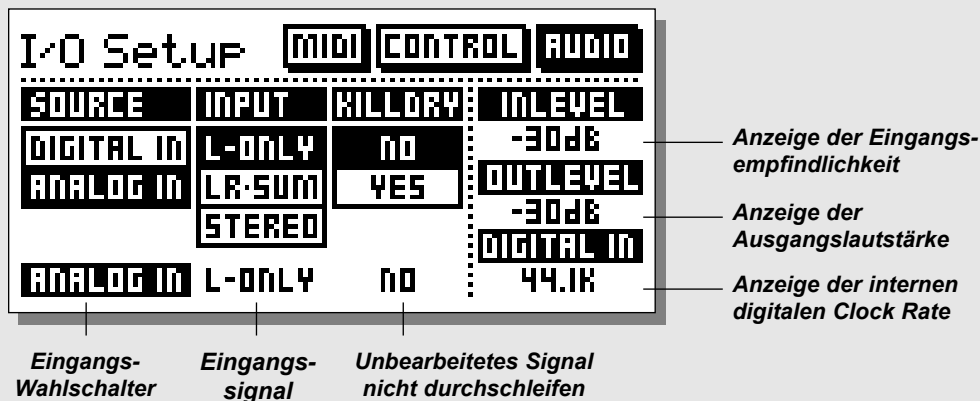 I/O Setup MIDI CONTROL AUDIO
SOURCE INPUT KILLDRY INLEVEL
DIGITAL IN L-ONLY NO -30dB
ANALOG IN LR-SUM YES OUTLEVEL
STEREO -30dB
DIGITAL IN
ANALOG IN L-ONLY NO 44.1K
Anzeige der Eingangs-
empfindlichkeit
Anzeige der
Ausgangslautstärke
Anzeige der internen
digitalen Clock Rate
Eingangs-
Wahlschalter
Eingangs-
signal
Unbearbeitetes Signal
nicht durchschleifen